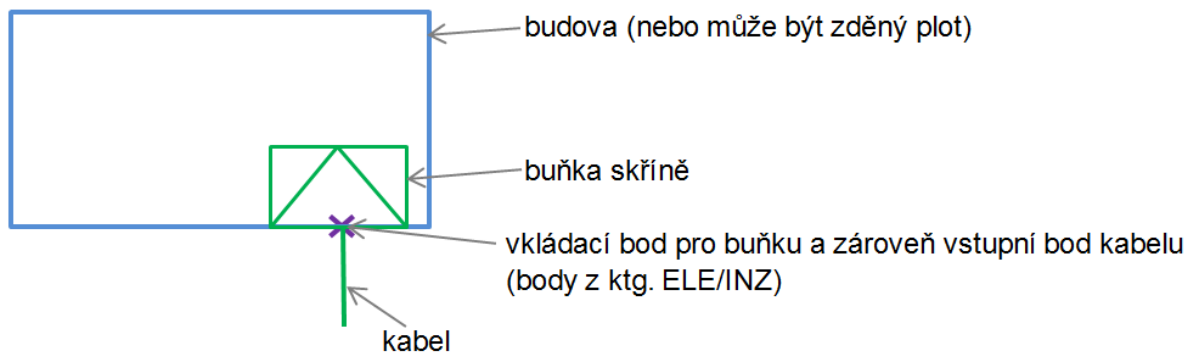 budova (nebo může být zděný plot)
buňka skříně
vkládací bod pro buňku a zároveň vstupní bod kabelu
(body z ktg. ELE/INZ)
kabel